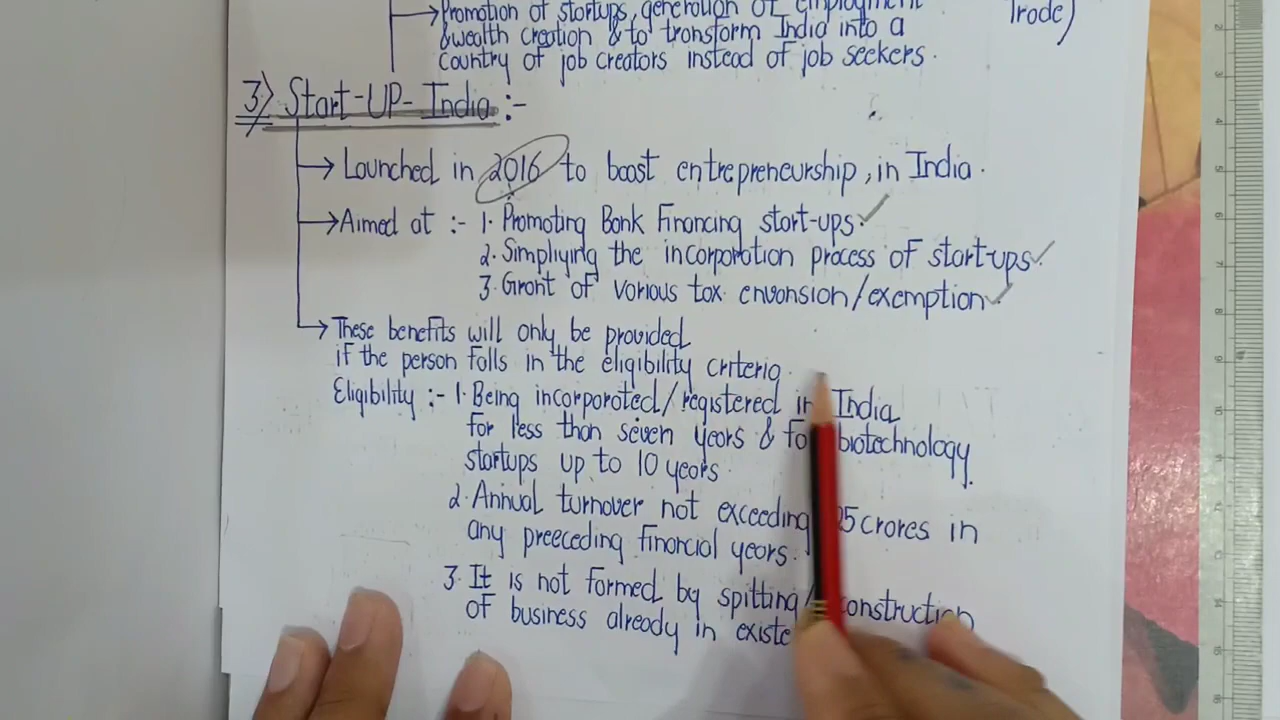 Promotion of startups, generation of employment
& wealth creation & to transform India into a
country of job creators instead of job seekers.
Trade)
3) Start-UP-India :-
Launched in 2016 to boost entrepreneurship, in India.
Aimed at :- 1. Promoting Bank Financing start-ups.
2. Simpliying the incorporation process of start-ups
3. Grant of various tax envansion/exemption
These benefits will only be provided
if the person falls in the eligibility criteria.
Eligibility :- 1. Being incorporated/registered in India
for less than seven years & for biotechnology
startups up to 10 years.
2. Annual turnover not exceeding 25 crores in
any preeceding financial years.
3. It is not formed by spitting/ construction
of business already in existe